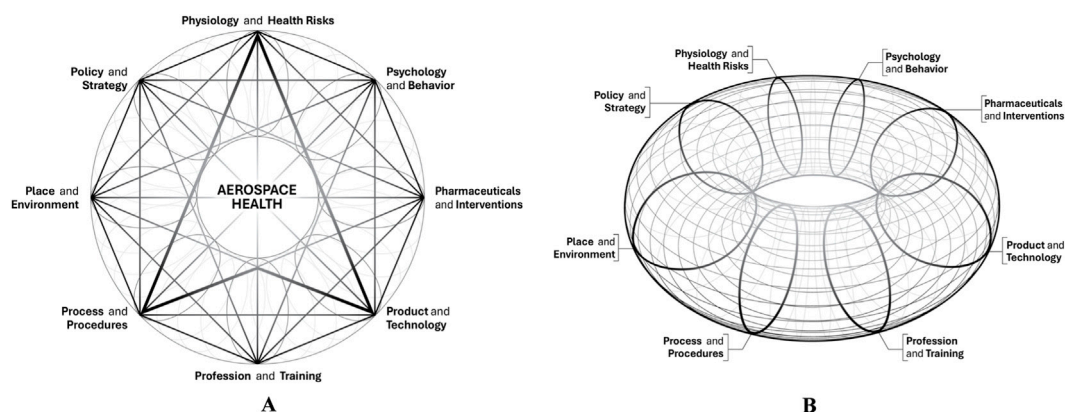 Physiology and Health Risks
Policy and
Strategy
Psychology
and Behavior
Place and
Environment
AEROSPACE
HEALTH
Pharmaceuticals
and Interventions
Process and
Procedures
Product and
Technology
Profession and Training
A
Physiology and
Health Risks
Psychology
and Behavior
Policy and
Strategy
Pharmaceuticals
and Interventions
Place and
Environment
Product and
Technology
Process and
Procedures
Profession
and Training
B